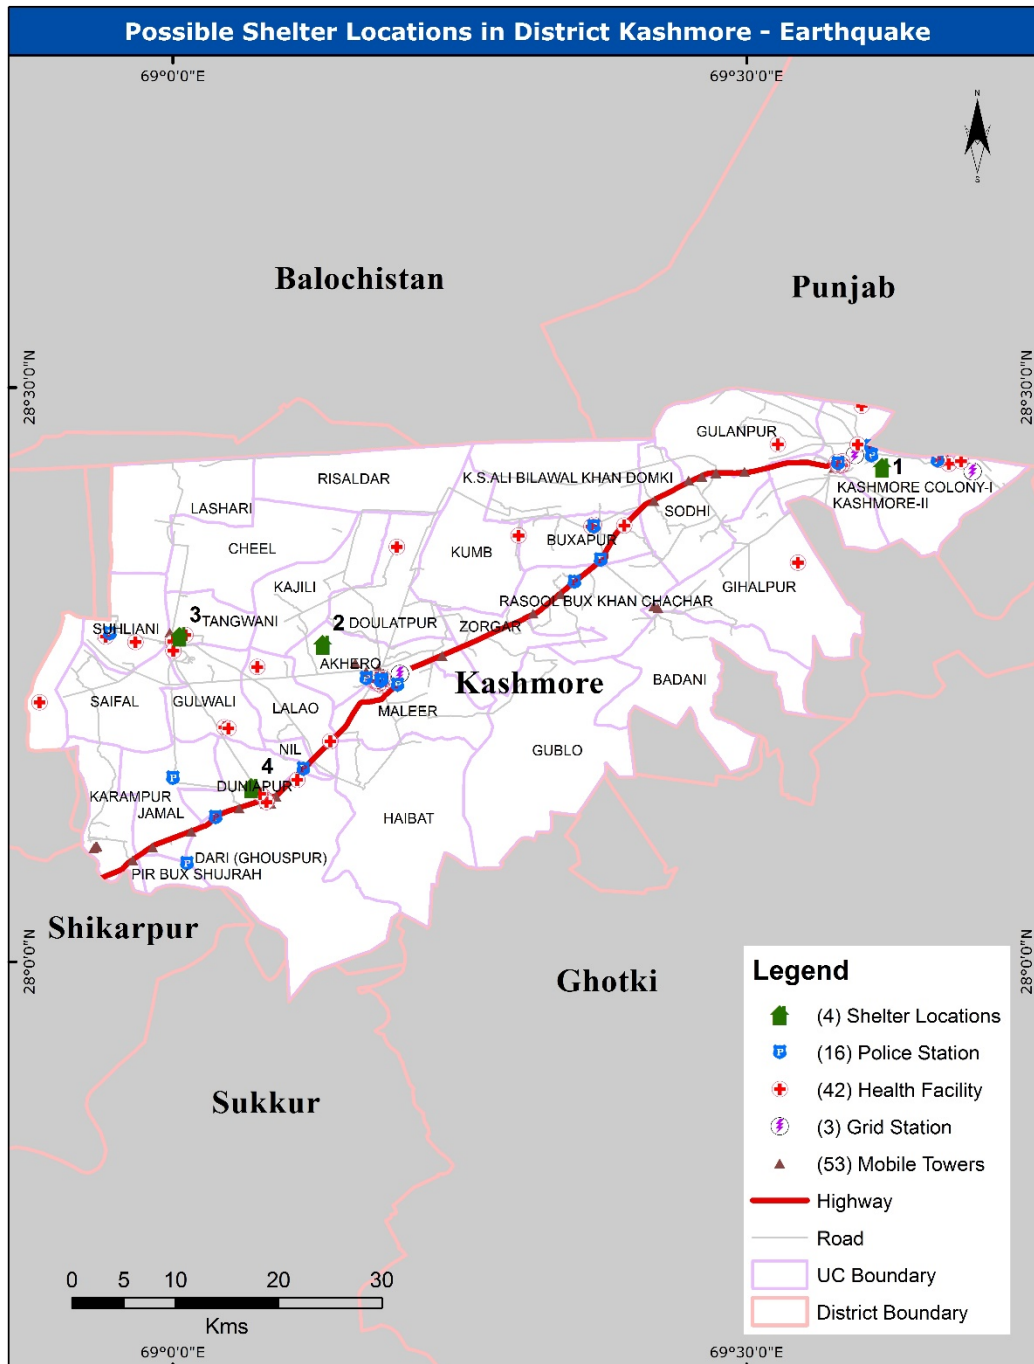 Possible Shelter Locations in District Kashmore - Earthquake
69°0'0"E
69°30'0"E
N
S
Balochistan
Punjab
28°30'0"N
28°30'0"N
GULANPUR
1
RISALDAR
K.S.ALI BILAWAL KHAN DOMKI
KASHMORE COLONY-I
KASHMORE-II
LASHARI
SODHI
BUXAPUR
CHEEL
KUMB
KAJILI
GIHALPUR
RASOOL BUX KHAN CHACHAR
3
TANGWANI
2
DOULATPUR
SUHLIANI
ZORGAR
AKHERO
Kashmore
BADANI
SAIFAL
GULWALI
LALAO
MALEER
NIL
GUBLO
4
DUNIAPUR
KARAMPUR
JAMAL
HAIBAT
DARI (GHOUSPUR)
PIR BUX SHUJRAH
Shikarpur
28°0'0"N
28°0'0"N
Ghotki
Sukkur
Legend
(4) Shelter Locations
P (16) Police Station
(42) Health Facility
(3) Grid Station
(53) Mobile Towers
Highway
Road
UC Boundary
District Boundary
0 5 10 20 30
Kms
69°0'0"E
69°30'0"E